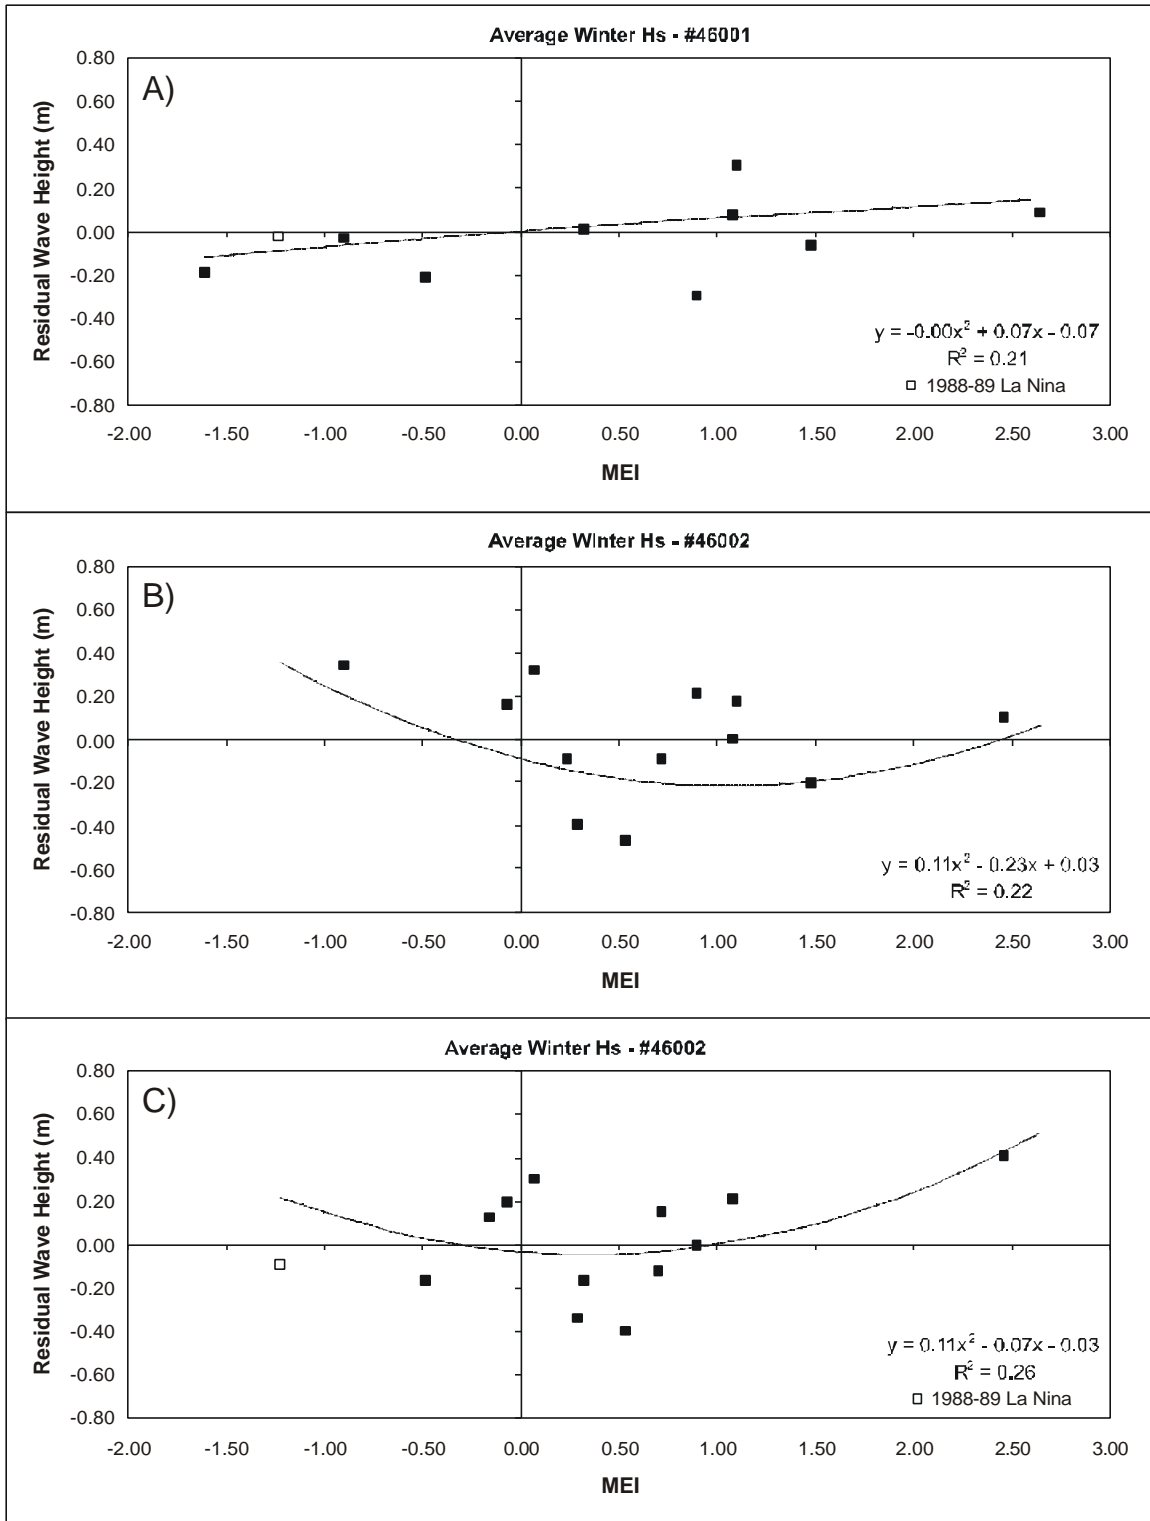 Average Winter Hs - #46001
A)
Residual Wave Height (m)
0.80
0.60
0.40
0.20
0.00
-0.20
-0.40
-0.60
-0.80
y = -0.00x² + 0.07x - 0.07
R² = 0.21
1988-89 La Nina
-2.00 -1.50 -1.00 -0.50 0.00 0.50 1.00 1.50 2.00 2.50 3.00
MEI
Average Winter Hs - #46002
B)
Residual Wave Height (m)
0.80
0.60
0.40
0.20
0.00
-0.20
-0.40
-0.60
-0.80
y = 0.11x² - 0.23x + 0.03
R² = 0.22
-2.00 -1.50 -1.00 -0.50 0.00 0.50 1.00 1.50 2.00 2.50 3.00
MEI
Average Winter Hs - #46002
C)
Residual Wave Height (m)
0.80
0.60
0.40
0.20
0.00
-0.20
-0.40
-0.60
-0.80
y = 0.11x² - 0.07x - 0.03
R² = 0.26
1988-89 La Nina
-2.00 -1.50 -1.00 -0.50 0.00 0.50 1.00 1.50 2.00 2.50 3.00
MEI